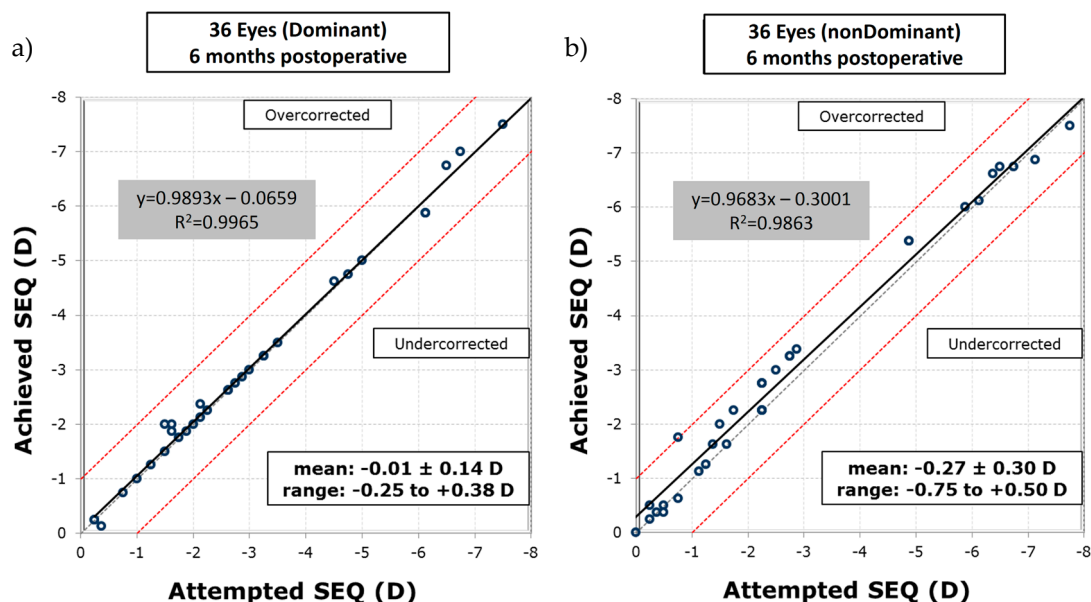 a)
36 Eyes (Dominant)
6 months postoperative
-8
-7
-6
-5
-4
-3
-2
-1
0
Achieved SEQ (D)
Overcorrected
y=0.9893x – 0.0659
R²=0.9965
Undercorrected
mean: -0.01 ± 0.14 D
range: -0.25 to +0.38 D
0 -1 -2 -3 -4 -5 -6 -7 -8
Attempted SEQ (D)
b)
36 Eyes (nonDominant)
6 months postoperative
-8
-7
-6
-5
-4
-3
-2
-1
0
Achieved SEQ (D)
Overcorrected
y=0.9683x – 0.3001
R²=0.9863
Undercorrected
mean: -0.27 ± 0.30 D
range: -0.75 to +0.50 D
0 -1 -2 -3 -4 -5 -6 -7 -8
Attempted SEQ (D)